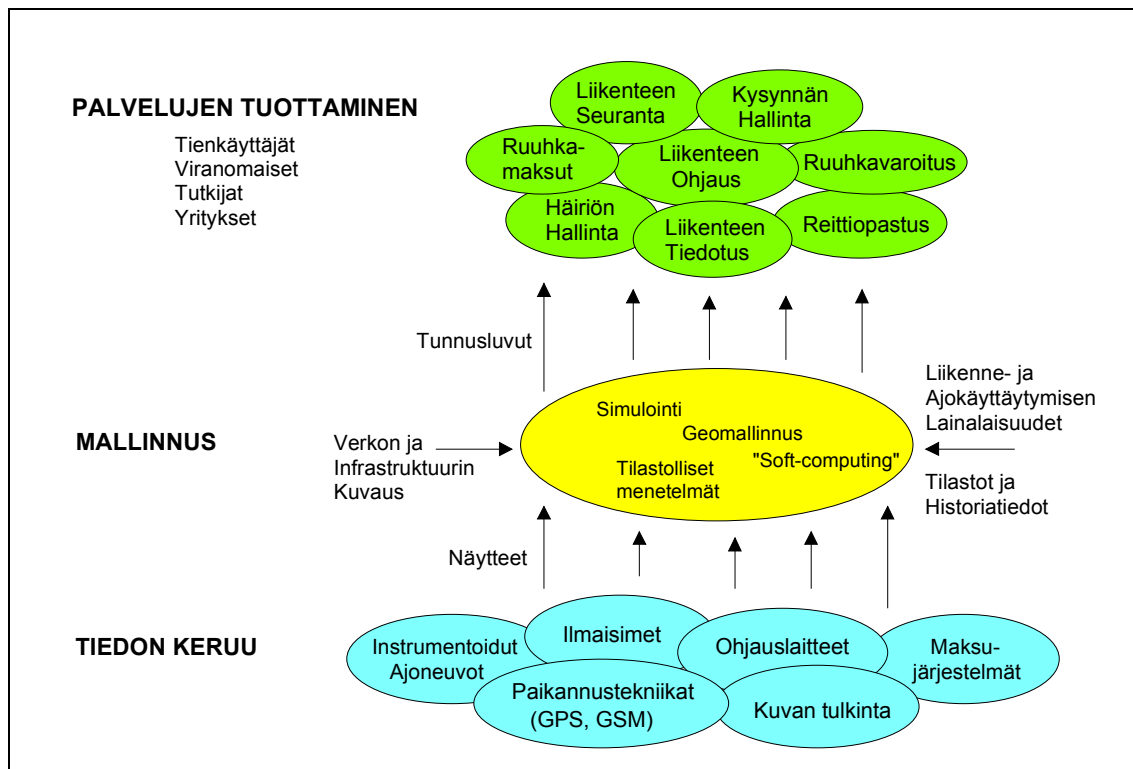 PALVELUJEN TUOTTAMINEN
Tienkäyttäjät
Viranomaiset
Tutkijat
Yritykset
Liikenteen
Seuranta
Kysynnän
Hallinta
Ruuhka-
maksut
Liikenteen
Ohjaus
Ruuhkavaroitus
Häiriön
Hallinta
Liikenteen
Tiedotus
Reittiopastus
Tunnusluvut
MALLINNUS
Verkon ja
Infrastruktuurin
Kuvaus
Simulointi
Geomallinnus
"Soft-computing"
Tilastolliset
menetelmät
Liikenne- ja
Ajokäyttäytymisen
Lainalaisuudet
Tilastot ja
Historiatiedot
Näytteet
TIEDON KERUU
Instrumentoidut
Ajoneuvot
Ilmaisimet
Ohjauslaitteet
Maksu-
järjestelmät
Paikannustekniikat
(GPS, GSM)
Kuvan tulkinta